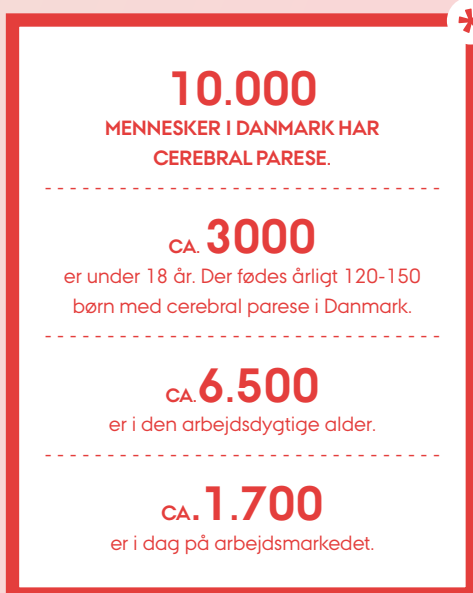 10.000
MENNESKER I DANMARK HAR
CEREBRAL PARESE.
CA. 3000
er under 18 år. Der fødes årligt 120-150
børn med cerebral parese i Danmark.
CA. 6.500
er i den arbejdsdygtige alder.
CA. 1.700
er i dag på arbejdsmarkedet.